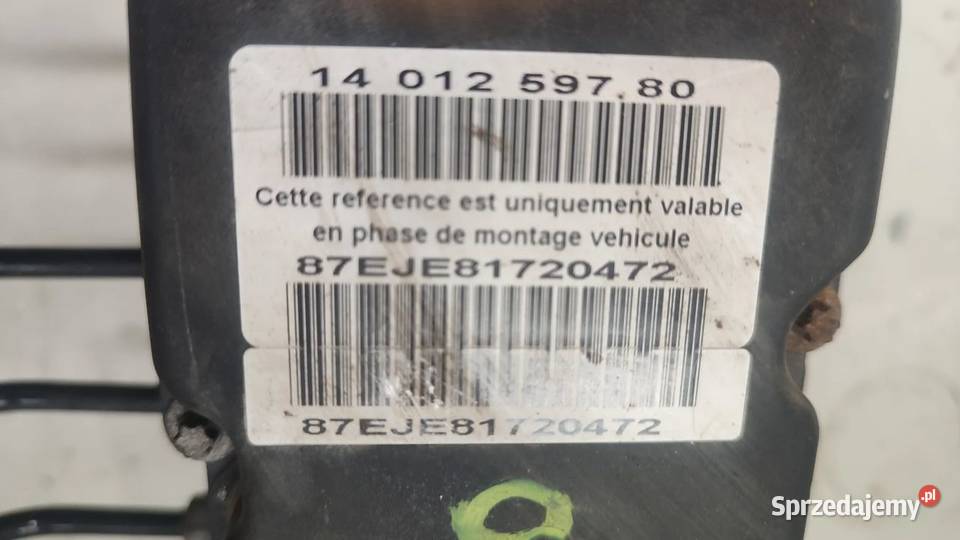 14 012 597.80
Cette reference est uniquement valable
en phase de montage vehicule
87EJE81720472
87EJE81720472
Sprzedajemy.pl